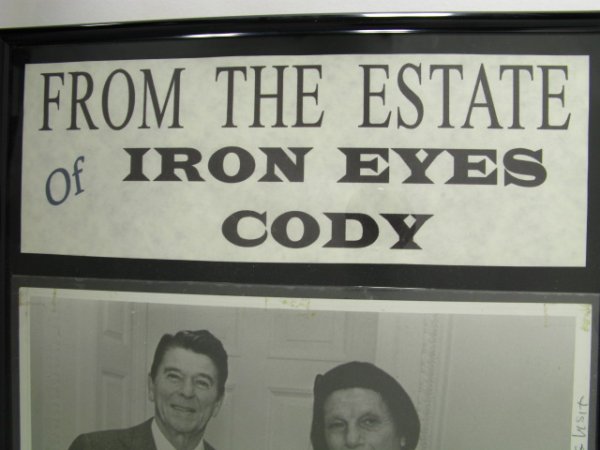 FROM THE ESTATE
Of IRON EYES
CODY